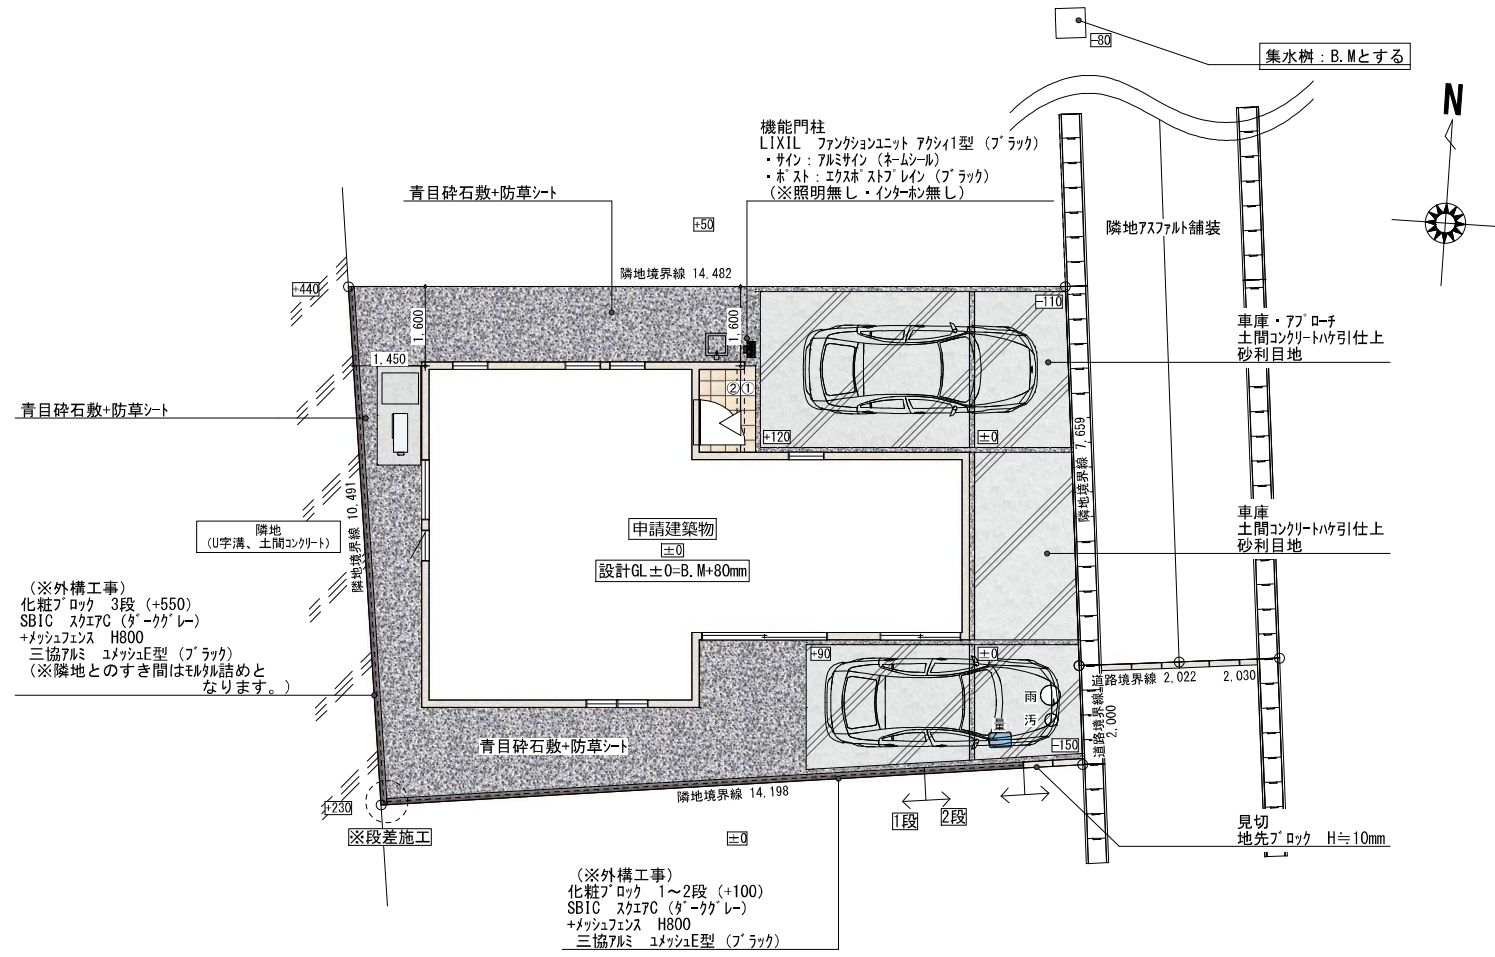 -80
集水桝：B.Mとする
N
機能門柱
LIXIL ﾌｧﾝｸｼｮﾝﾕﾆｯﾄ ｱｸｼｨ1型（ﾌﾞﾗｯｸ）
・ｻｲﾝ：ｱﾙﾐｻｲﾝ（ﾈｰﾑｼｰﾙ）
・ﾎﾟｽﾄ：ｴｸｽﾎﾟｽﾄﾌﾟﾚｲﾝ（ﾌﾞﾗｯｸ）
（※照明無し・ｲﾝﾀｰﾎﾝ無し）
青目砕石敷+防草ｼｰﾄ
+50
隣地ｱｽﾌｧﾙﾄ舗装
隣地境界線 14,482
+440
-110
1,600
1,600
1,450
車庫・ｱﾌﾟﾛｰﾁ
土間ｺﾝｸﾘｰﾄﾊｹ引仕上
砂利目地
青目砕石敷+防草ｼｰﾄ
②①
+120
±0
隣地境界線 7,659
隣地境界線 10,491
隣地
（U字溝、土間ｺﾝｸﾘｰﾄ）
申請建築物
±0
設計GL±0=B.M+80mm
車庫
土間ｺﾝｸﾘｰﾄﾊｹ引仕上
砂利目地
（※外構工事）
化粧ﾌﾞﾛｯｸ 3段（+550）
SBIC ｽｸｴｱC（ﾀﾞｰｸｸﾞﾚｰ）
+ﾒｯｼｭﾌｪﾝｽ H800
三協ｱﾙﾐ ﾕﾒｯｼｭE型（ﾌﾞﾗｯｸ）
（※隣地とのすき間はﾓﾙﾀﾙ詰めと
なります。）
+90
±0
道路境界線 2,022
2,030
道路境界線
2,000
雨
汚
量
-150
青目砕石敷+防草ｼｰﾄ
隣地境界線 14,198
+230
※段差施工
1段
2段
±0
見切
地先ﾌﾞﾛｯｸ H≒10mm
（※外構工事）
化粧ﾌﾞﾛｯｸ 1～2段（+100）
SBIC ｽｸｴｱC（ﾀﾞｰｸｸﾞﾚｰ）
+ﾒｯｼｭﾌｪﾝｽ H800
三協ｱﾙﾐ ﾕﾒｯｼｭE型（ﾌﾞﾗｯｸ）